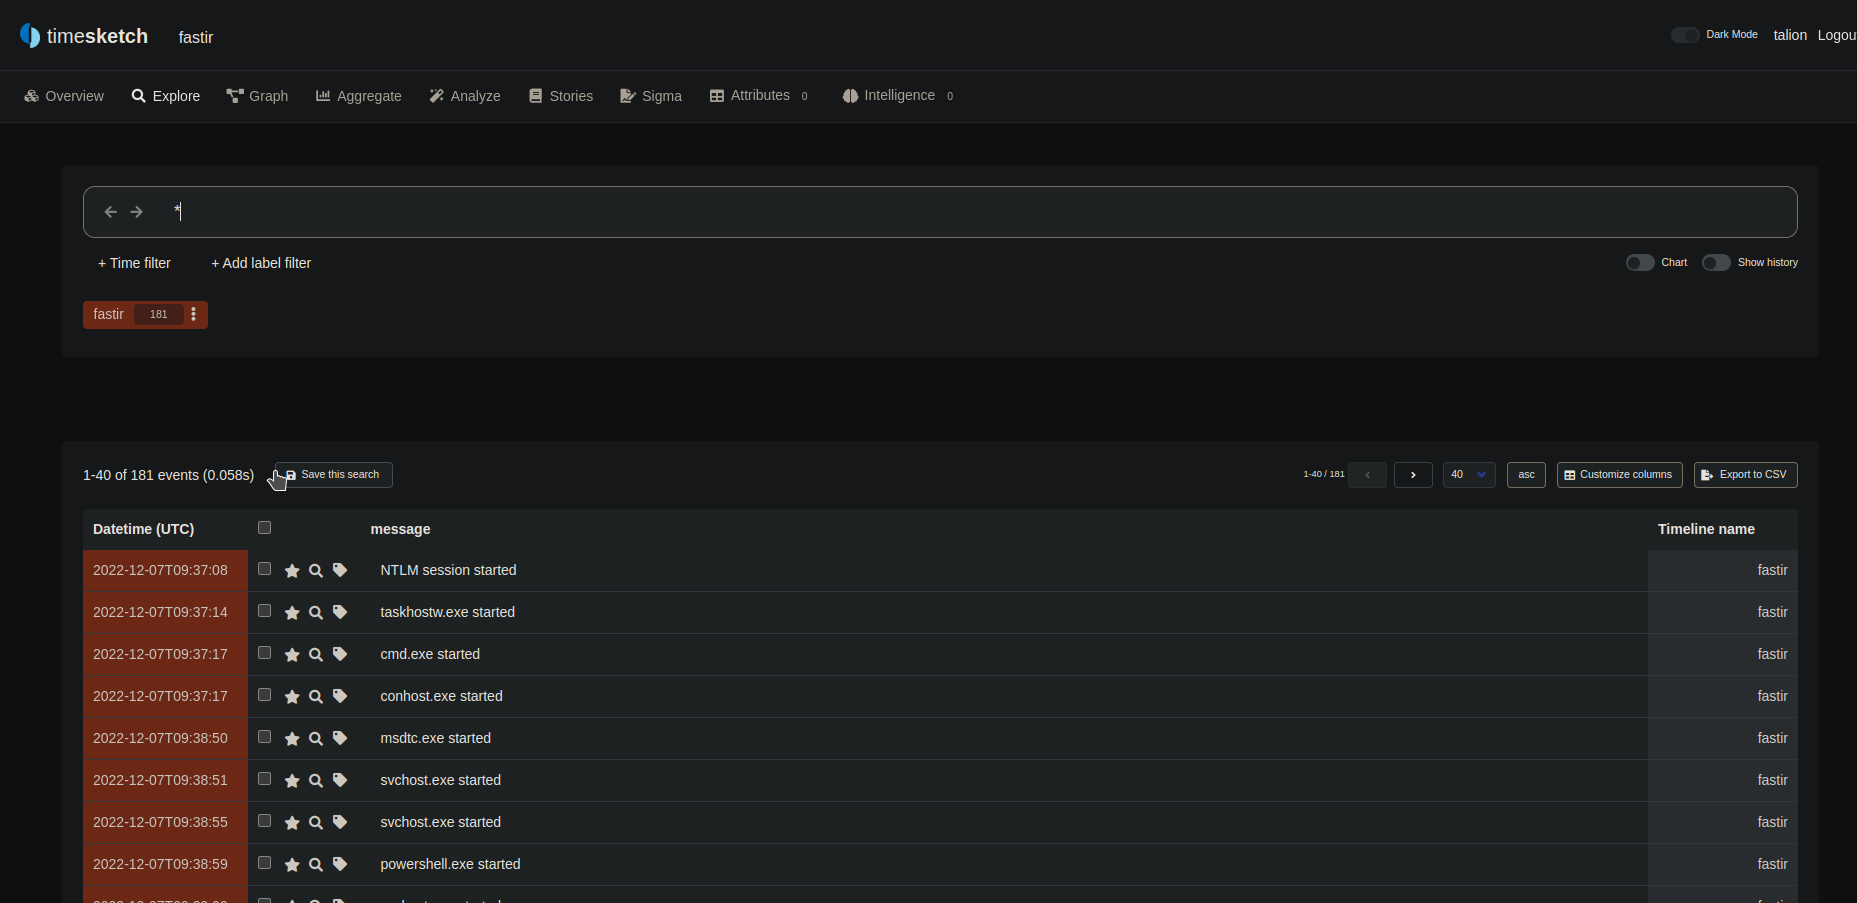 timesketch fastir Dark Mode talion Logou
Overview Explore Graph Aggregate Analyze Stories Sigma Attributes 0 Intelligence 0
*
+ Time filter + Add label filter Chart Show history
fastir 181
1-40 of 181 events (0.058s) Save this search 1-40 / 181 40 asc Customize columns Export to CSV
Datetime (UTC) message Timeline name
2022-12-07T09:37:08 NTLM session started fastir
2022-12-07T09:37:14 taskhostw.exe started fastir
2022-12-07T09:37:17 cmd.exe started fastir
2022-12-07T09:37:17 conhost.exe started fastir
2022-12-07T09:38:50 msdtc.exe started fastir
2022-12-07T09:38:51 svchost.exe started fastir
2022-12-07T09:38:55 svchost.exe started fastir
2022-12-07T09:38:59 powershell.exe started fastir